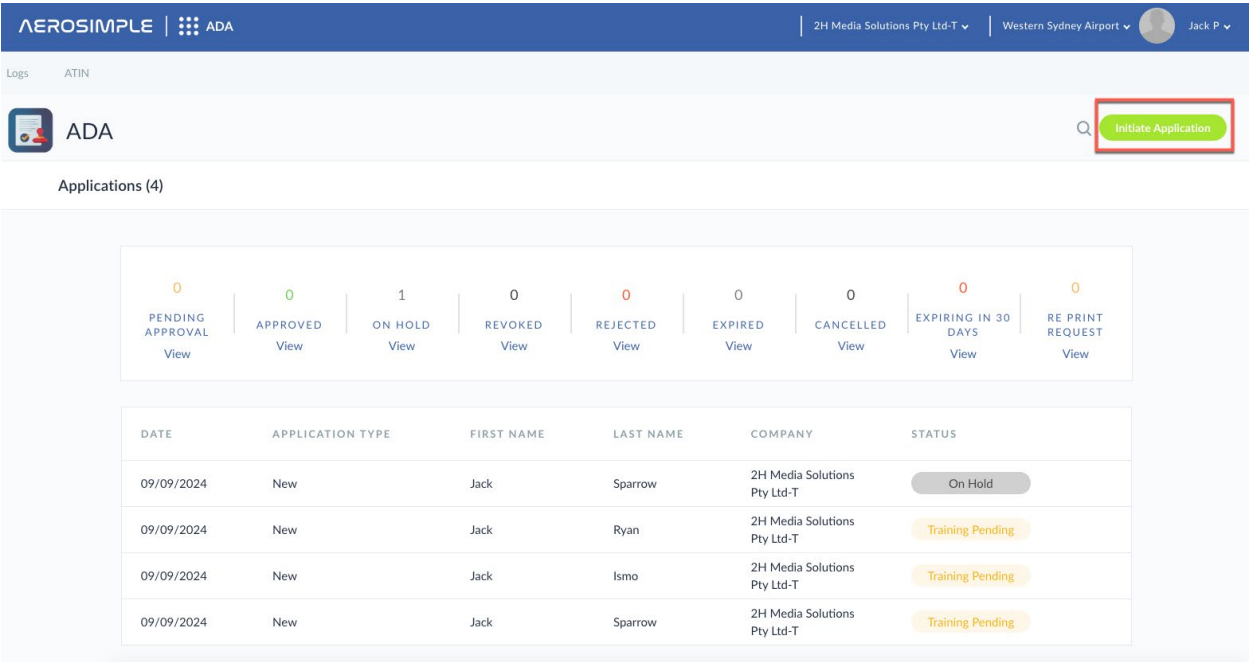 AEROSIMPLE ADA 2H Media Solutions Pty Ltd-T Western Sydney Airport Jack P
Logs ATIN
ADA Initiate Application
Applications (4)
0 0 1 0 0 0 0 0 0
PENDING APPROVAL APPROVED ON HOLD REVOKED REJECTED EXPIRED CANCELLED EXPIRING IN 30 DAYS RE PRINT REQUEST
View View View View View View View View View
DATE APPLICATION TYPE FIRST NAME LAST NAME COMPANY STATUS
09/09/2024 New Jack Sparrow 2H Media Solutions Pty Ltd-T On Hold
09/09/2024 New Jack Ryan 2H Media Solutions Pty Ltd-T Training Pending
09/09/2024 New Jack Ismo 2H Media Solutions Pty Ltd-T Training Pending
09/09/2024 New Jack Sparrow 2H Media Solutions Pty Ltd-T Training Pending